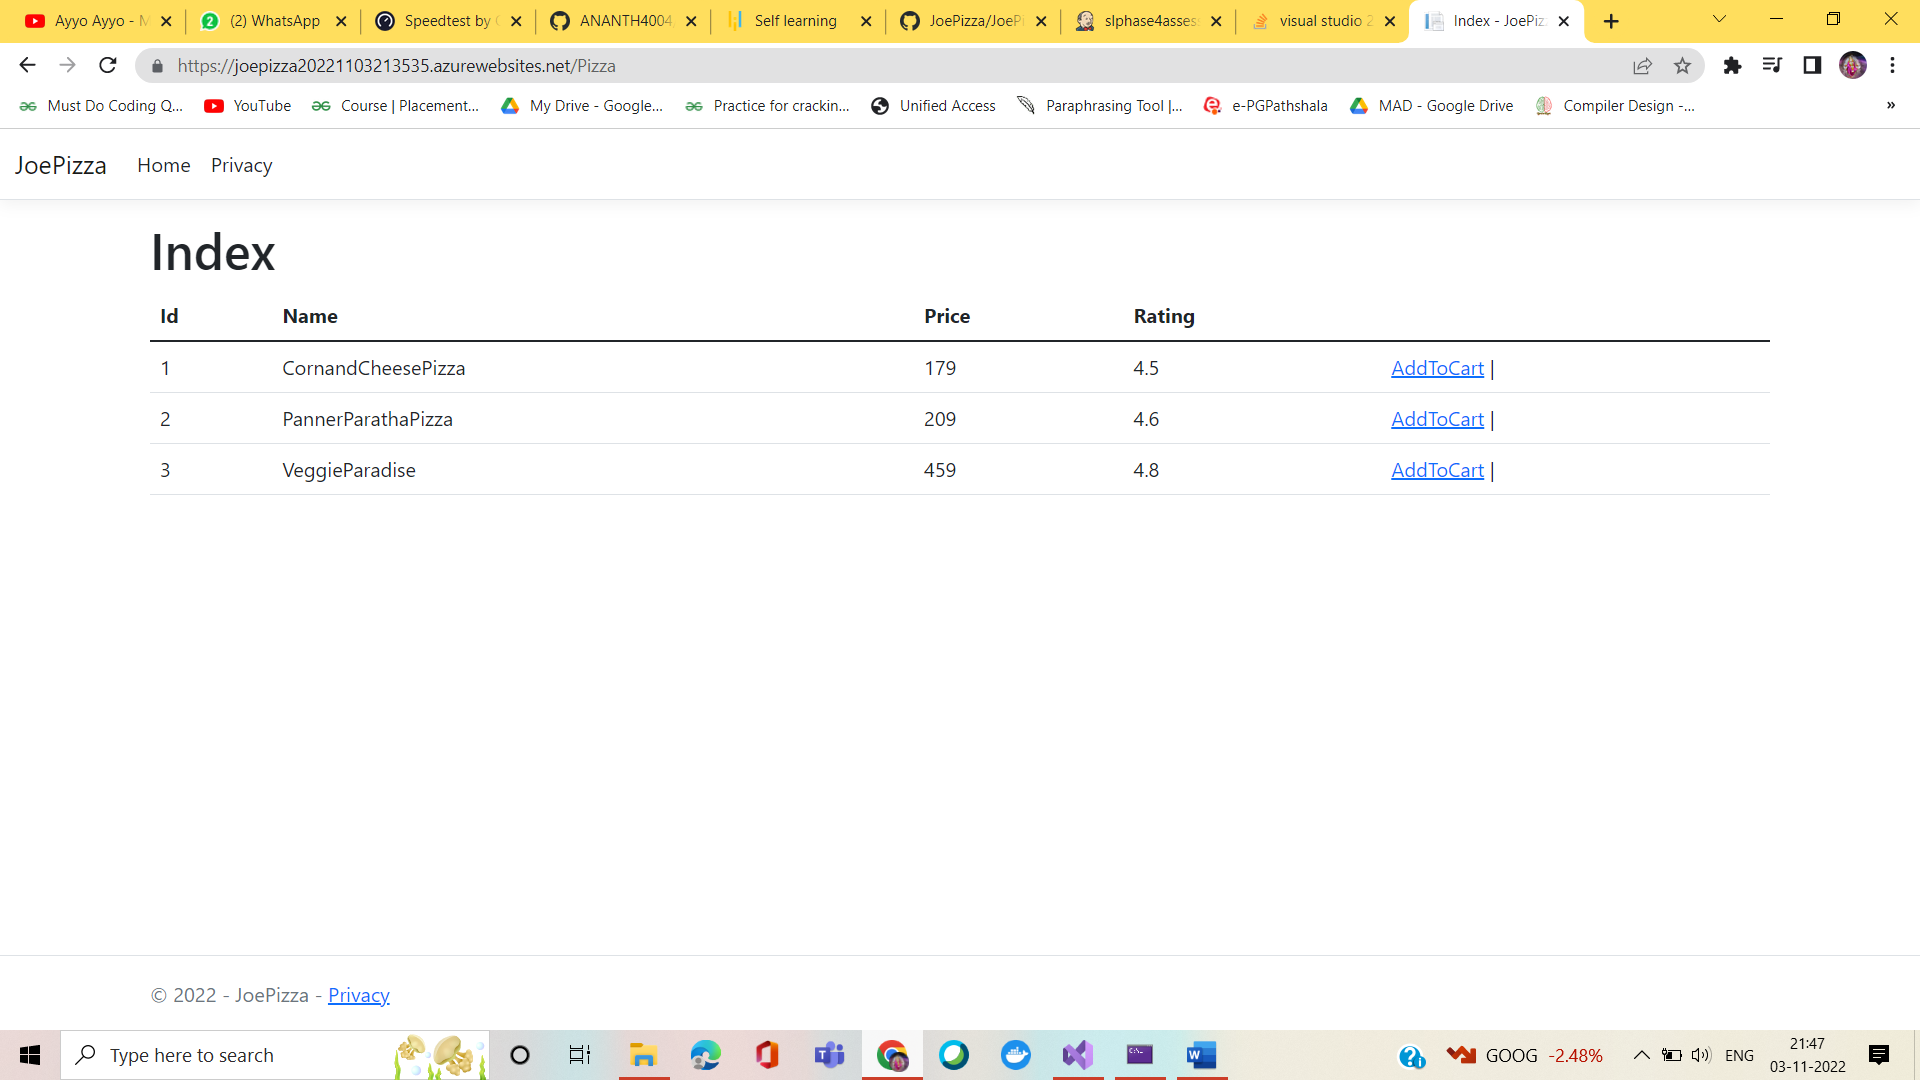 Ayyo Ayyo - M (2) WhatsApp Speedtest by ANANTH4004 Self learning JoePizza/JoePi slphase4assess visual studio 2 Index - JoePiz
https://joepizza20221103213535.azurewebsites.net/Pizza
Must Do Coding Q... YouTube Course | Placement... My Drive - Google... Practice for crackin... Unified Access Paraphrasing Tool |... e-PGPathshala MAD - Google Drive Compiler Design -... »
JoePizza Home Privacy
Index
Id Name Price Rating
1 CornandCheesePizza 179 4.5 AddToCart |
2 PannerParathaPizza 209 4.6 AddToCart |
3 VeggieParadise 459 4.8 AddToCart |
© 2022 - JoePizza - Privacy
Type here to search GOOG -2.48% ENG 21:47
03-11-2022